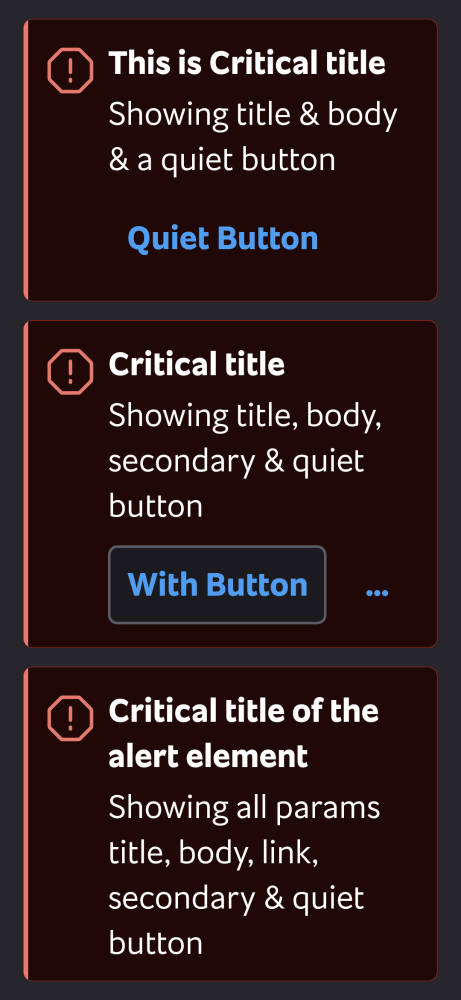 This is Critical title
Showing title & body
& a quiet button
Quiet Button
Critical title
Showing title, body,
secondary & quiet
button
With Button
...
Critical title of the
alert element
Showing all params
title, body, link,
secondary & quiet
button